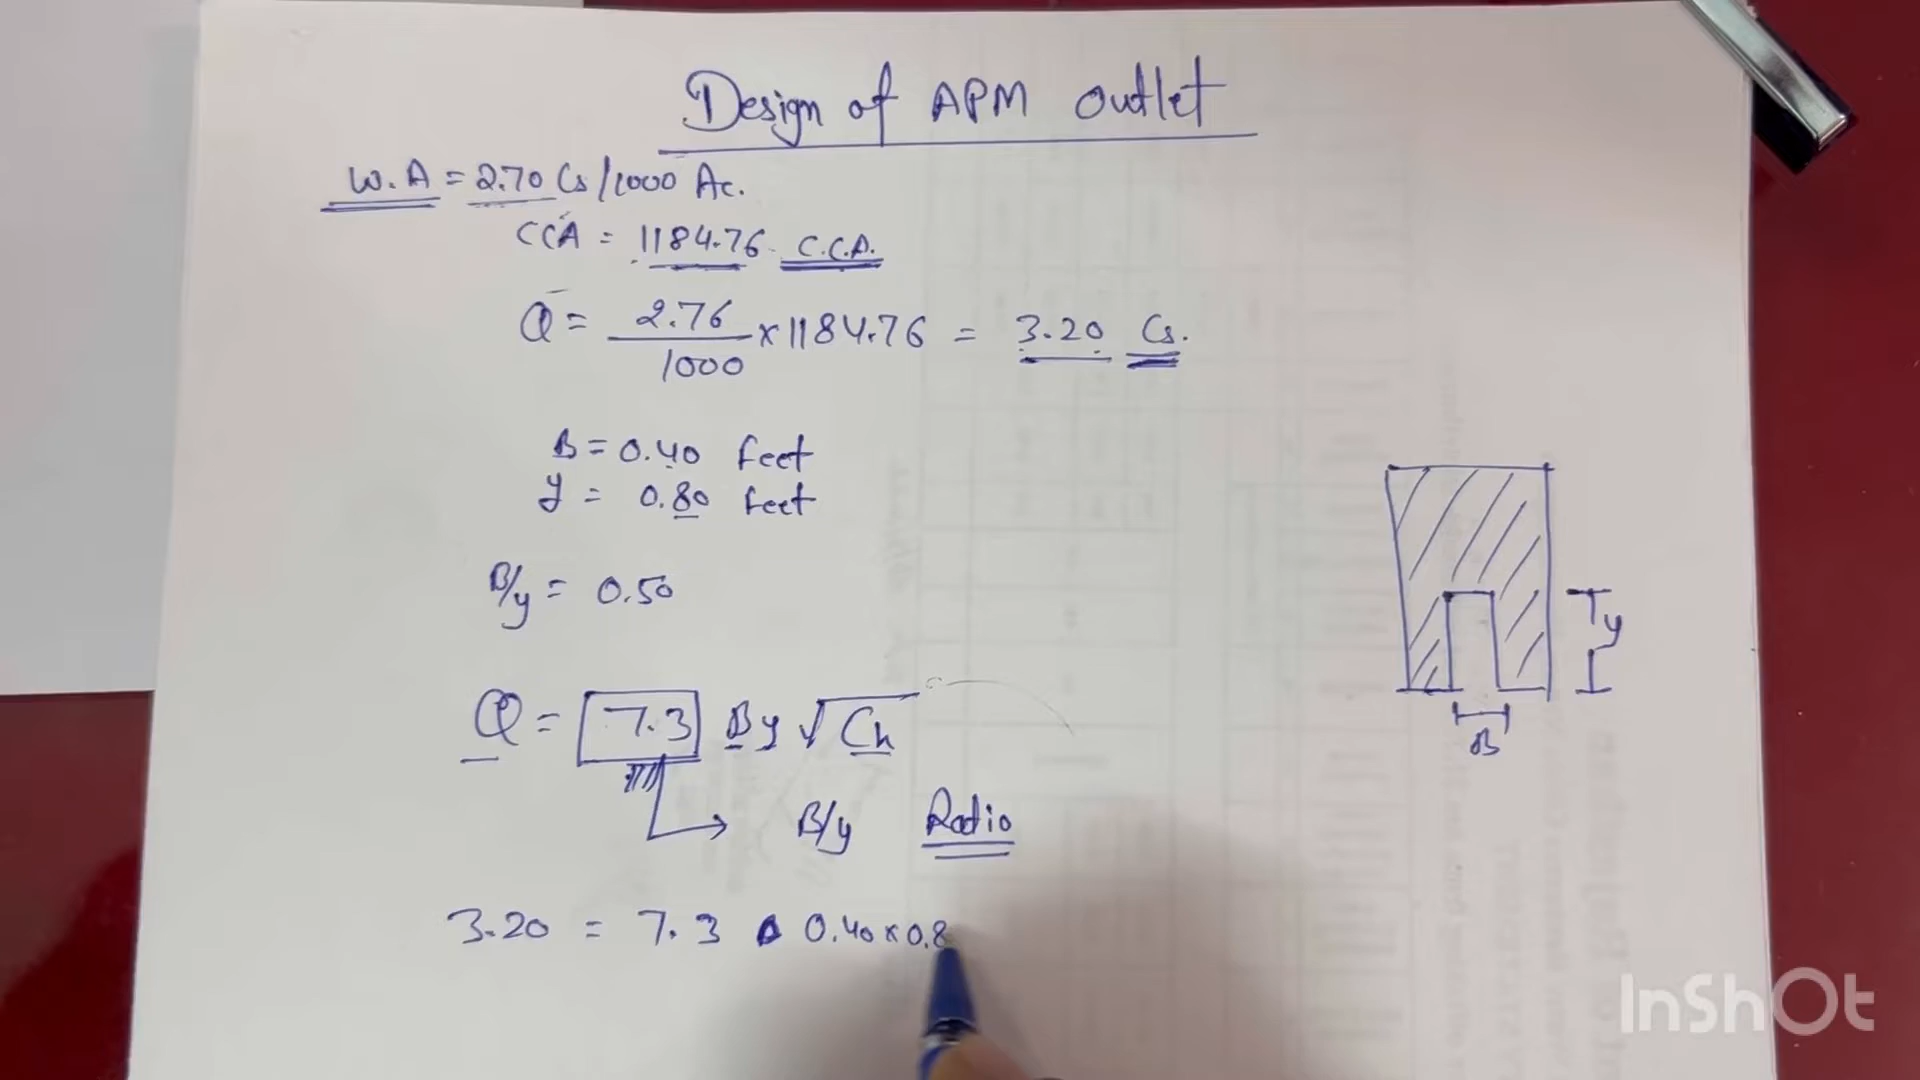 Design of APM outlet
W.A = 2.70 Cs/1000 Ac.
CCA = 1184.76 C.C.A.
Q = 2.76/1000 x 1184.76 = 3.20 Cs.
B = 0.40 feet
y = 0.80 feet
B/y = 0.50
y
B
Q = 7.3 By √Ch
B/y Ratio
3.20 = 7.3 0.40 x 0.8
InShOt